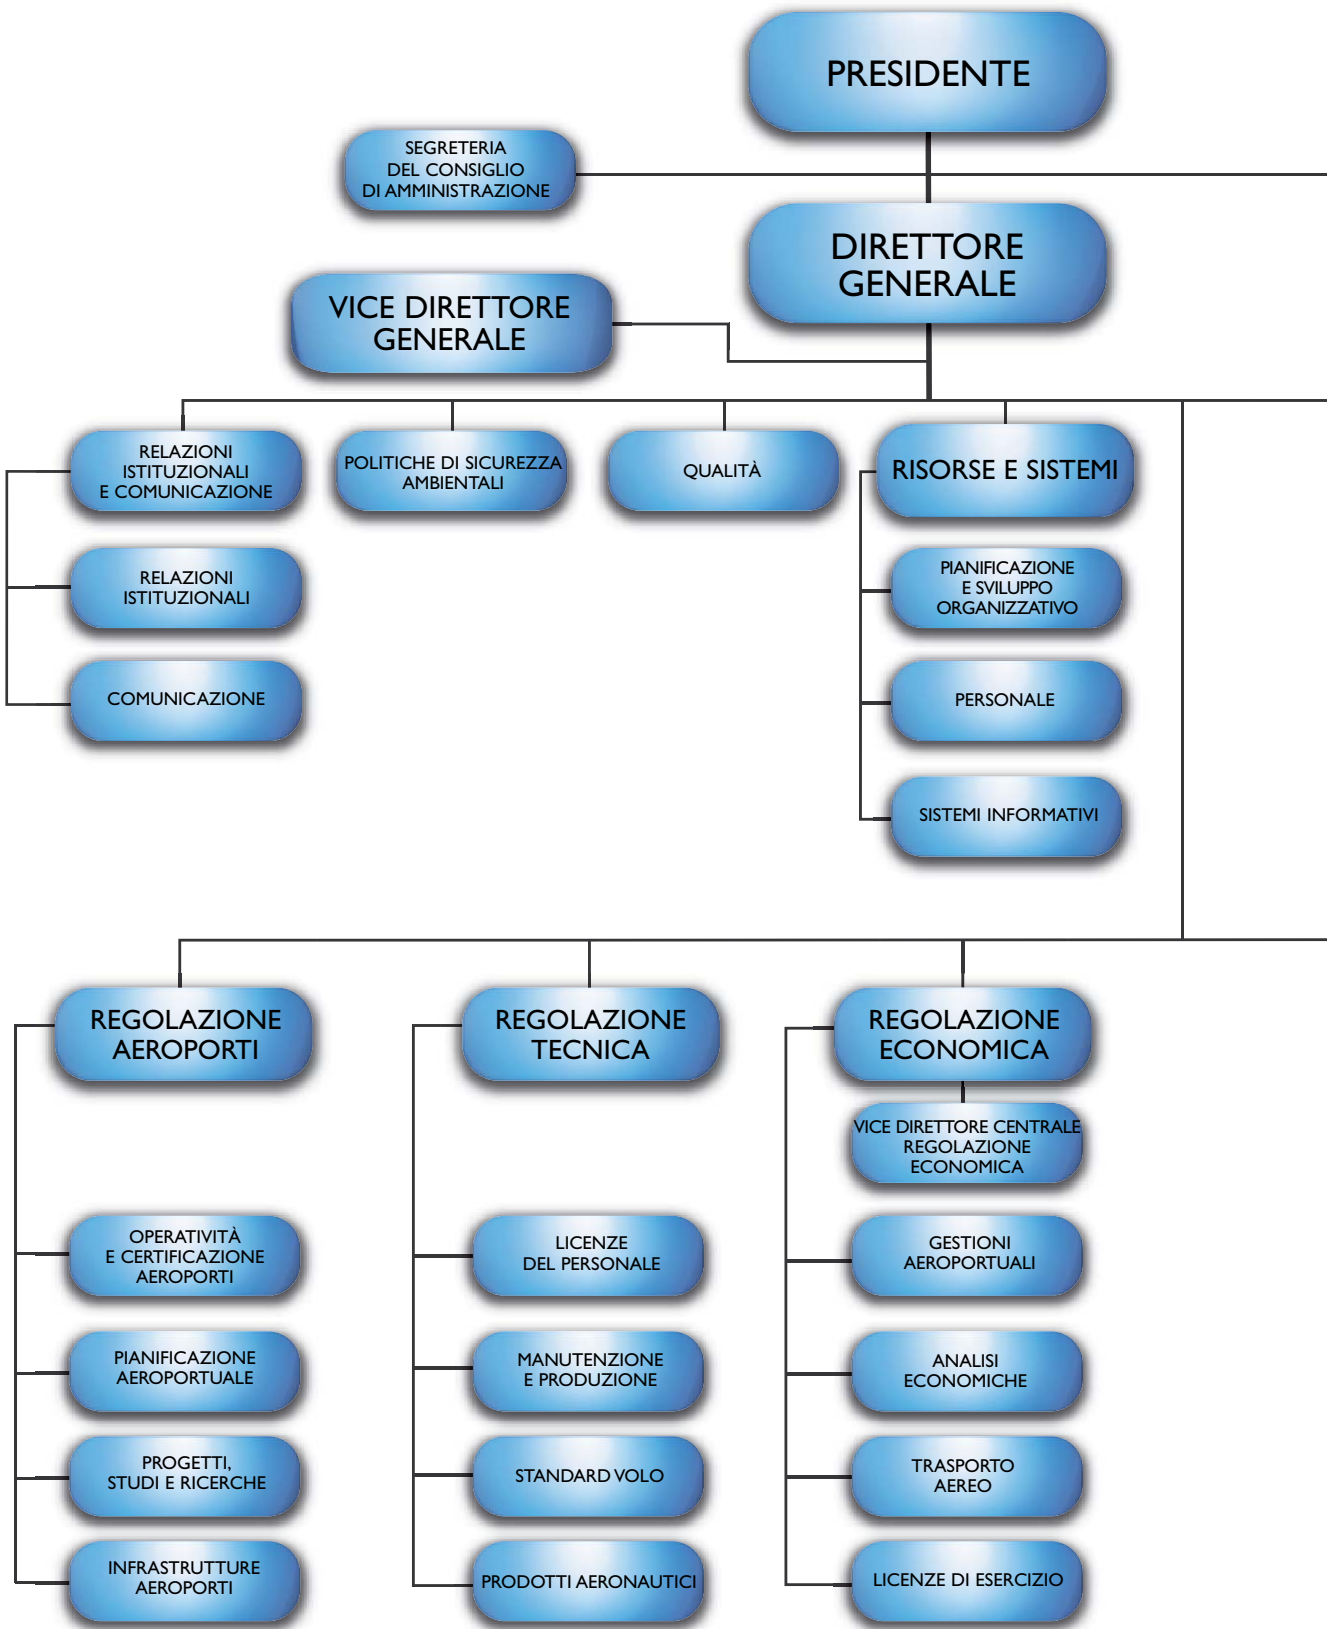 PRESIDENTE
SEGRETERIA
DEL CONSIGLIO
DI AMMINISTRAZIONE
DIRETTORE
GENERALE
VICE DIRETTORE
GENERALE
RELAZIONI
ISTITUZIONALI
E COMUNICAZIONE
POLITICHE DI SICUREZZA
AMBIENTALI
QUALITÀ
RISORSE E SISTEMI
RELAZIONI
ISTITUZIONALI
PIANIFICAZIONE
E SVILUPPO
ORGANIZZATIVO
COMUNICAZIONE
PERSONALE
SISTEMI INFORMATIVI
REGOLAZIONE
AEROPORTI
REGOLAZIONE
TECNICA
REGOLAZIONE
ECONOMICA
VICE DIRETTORE CENTRALE
REGOLAZIONE
ECONOMICA
OPERATIVITÀ
E CERTIFICAZIONE
AEROPORTI
LICENZE
DEL PERSONALE
GESTIONI
AEROPORTUALI
PIANIFICAZIONE
AEROPORTUALE
MANUTENZIONE
E PRODUZIONE
ANALISI
ECONOMICHE
PROGETTI,
STUDI E RICERCHE
STANDARD VOLO
TRASPORTO
AEREO
INFRASTRUTTURE
AEROPORTI
PRODOTTI AERONAUTICI
LICENZE DI ESERCIZIO